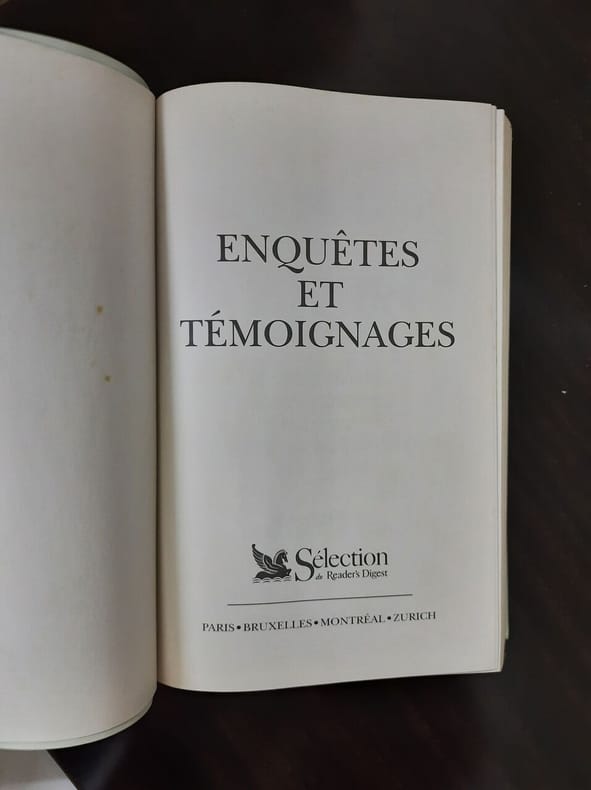 ENQUÊTES
ET
TÉMOIGNAGES
Sélection
du Reader's Digest
PARIS • BRUXELLES • MONTRÉAL • ZURICH